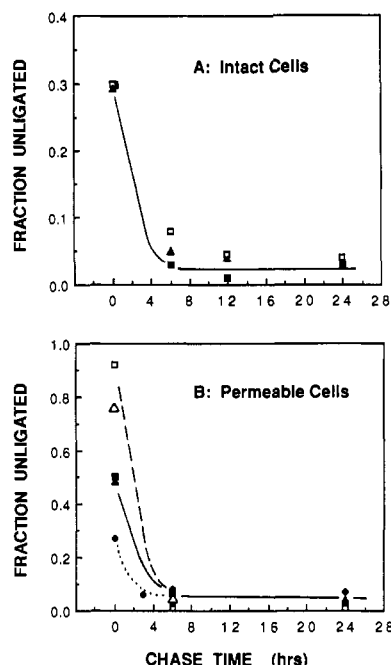 FRACTION UNLIGATED
A: Intact Cells
0.4
0.3
0.2
0.1
0.0
0 4 8 12 16 20 24 28
FRACTION UNLIGATED
B: Permeable Cells
1.0
0.8
0.6
0.4
0.2
0.0
0 4 8 12 16 20 24 28
CHASE TIME (hrs)